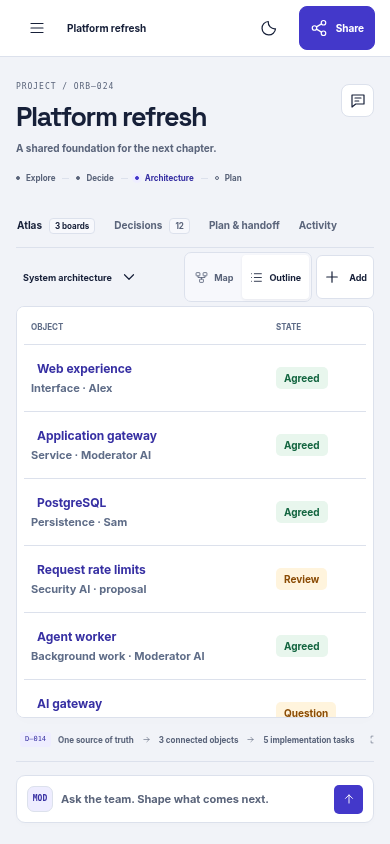 Platform refresh
Share
PROJECT / ORB–024
Platform refresh
A shared foundation for the next chapter.
Explore
Decide
Architecture
Plan
Atlas 3 boards Decisions 12 Plan & handoff Activity
System architecture Map Outline Add
OBJECT STATE
Web experience
Interface · Alex
Agreed
Application gateway
Service · Moderator AI
Agreed
PostgreSQL
Persistence · Sam
Agreed
Request rate limits
Security AI · proposal
Review
Agent worker
Background work · Moderator AI
Agreed
AI gateway
Question
D–014 One source of truth → 3 connected objects → 5 implementation tasks
MOD Ask the team. Shape what comes next.